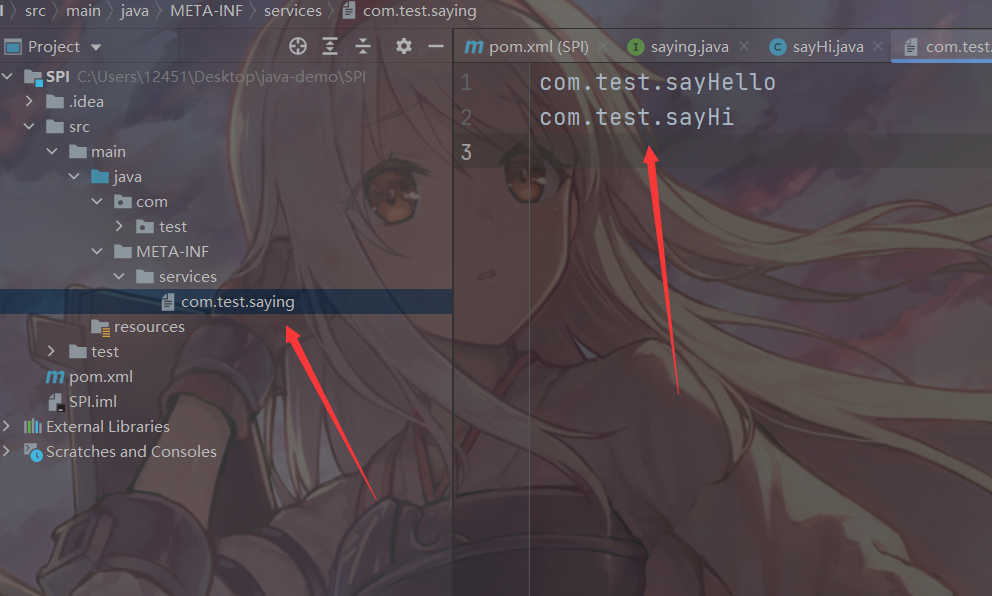 I src main java META-INF services com.test.saying
Project
pom.xml (SPI) saying.java sayHi.java com.test.
SPI C:\Users\12451\Desktop\java-demo\SPI
.idea
src
main
java
com
test
META-INF
services
com.test.saying
resources
test
pom.xml
SPI.iml
External Libraries
Scratches and Consoles
1 com.test.sayHello
2 com.test.sayHi
3